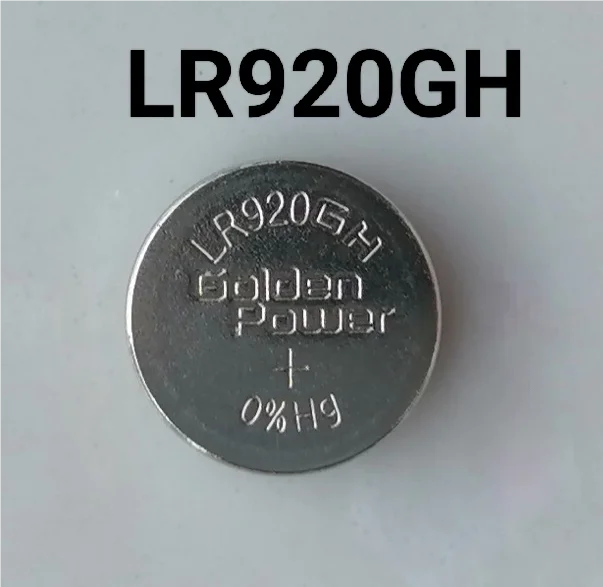 LR920GH
LR920GH
Golden
Power
+
0%Hg